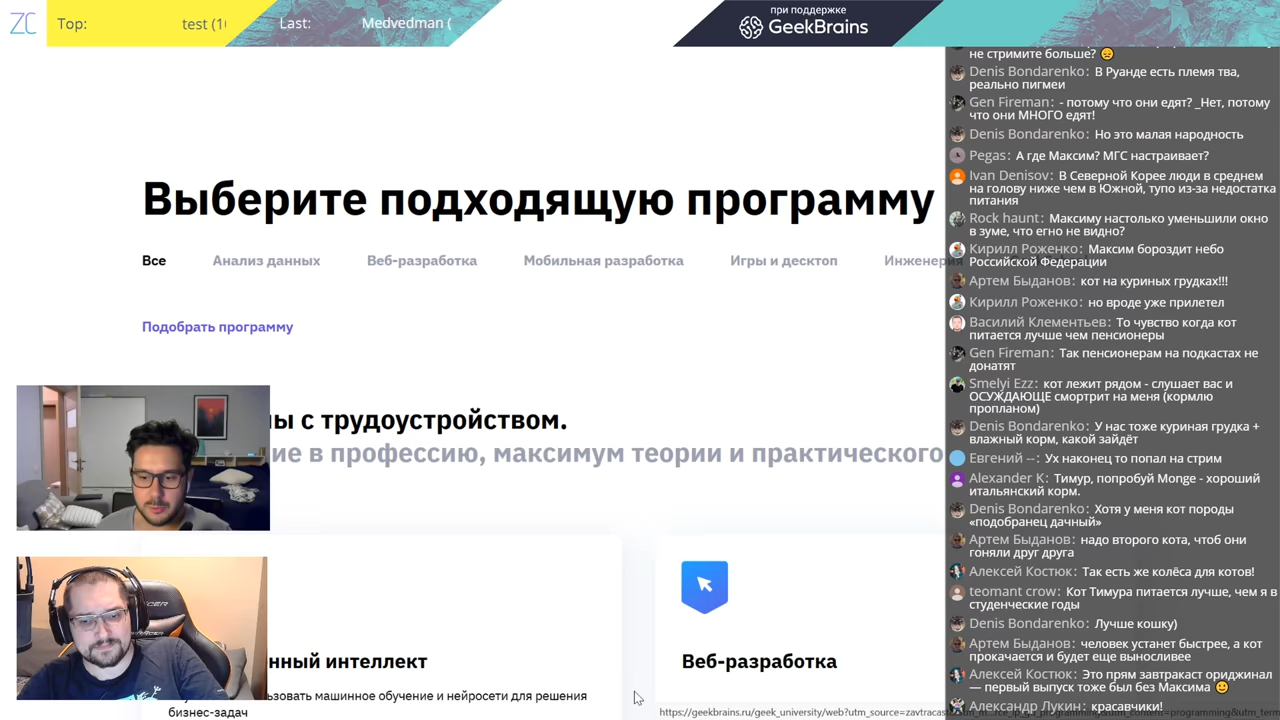 ZC
Top:
test (1
Last:
Medvedman (
при поддержке
GeekBrains
Выберите подходящую программу
Все
Анализ данных
Веб-разработка
Мобильная разработка
Игры и десктоп
Инженерия
Подобрать программу
ы с трудоустройством.
ие в профессию, максимум теории и практического
нный интеллект
зовать машинное обучение и нейросети для решения
бизнес-задач
Веб-разработка
не стримите больше? 😞
Denis Bondarenko: В Руанде есть племя тва,
реально пигмеи
Gen Fireman: - потому что они едят? _Нет, потому
что они МНОГО едят!
Denis Bondarenko: Но это малая народность
Pegas: А где Максим? МГС настраивает?
Ivan Denisov: В Северной Корее люди в среднем
на голову ниже чем в Южной, тупо из-за недостатка
питания
Rock haunt: Максиму настолько уменьшили окно
в зуме, что егно не видно?
Кирилл Роженко: Максим бороздит небо
Российской Федерации
Артем Быданов: кот на куриных грудках!!!
Кирилл Роженко: но вроде уже прилетел
Василий Клементьев: То чувство когда кот
питается лучше чем пенсионеры
Gen Fireman: Так пенсионерам на подкастах не
донатят
Smelyi Ezz: кот лежит рядом - слушает вас и
ОСУЖДАЮЩЕ смортрит на меня (кормлю
пропланом)
Denis Bondarenko: У нас тоже куриная грудка +
влажный корм, какой зайдёт
Евгений --: Ух наконец то попал на стрим
Alexander K: Тимур, попробуй Monge - хороший
итальянский корм.
Denis Bondarenko: Хотя у меня кот породы
«подобранец дачный»
Артем Быданов: надо второго кота, чтоб они
гоняли друг друга
Алексей Костюк: Так есть же колёса для котов!
teomant crow: Кот Тимура питается лучше, чем я в
студенческие годы
Denis Bondarenko: Лучше кошку)
Артем Быданов: человек устанет быстрее, а кот
прокачается и будет еще выносливее
Алексей Костюк: Это прям завтракаст ориджинал
— первый выпуск тоже был без Максима 🙂
Александр Лукин: красавчики!
https://geekbrains.ru/geek_university/web?utm_source=zavtracas